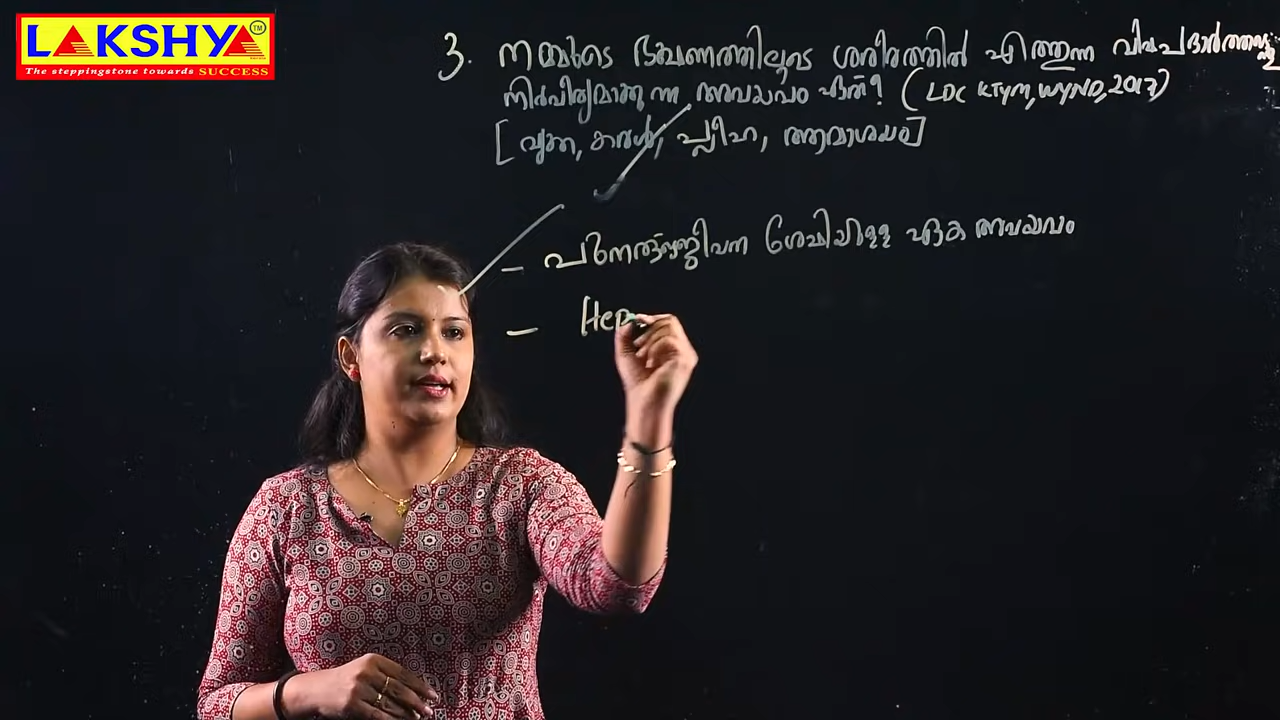 LAKSHYA TM
The steppingstone towards SUCCESS
3. നമ്മുടെ ഭക്ഷണത്തിലൂടെ ശരീരത്തിൽ എത്തുന്ന വിഷപദാർത്ഥങ്ങളെ
നിർവീര്യമാക്കുന്ന അവയവം ഏത്? (LDC KTYM, WYND, 2017)
[വൃക്ക, കരൾ, പ്ലീഹ, ആമാശയം]
– പുനരുജ്ജീവന ശേഷിയുള്ള ഏക അവയവം
– Hep